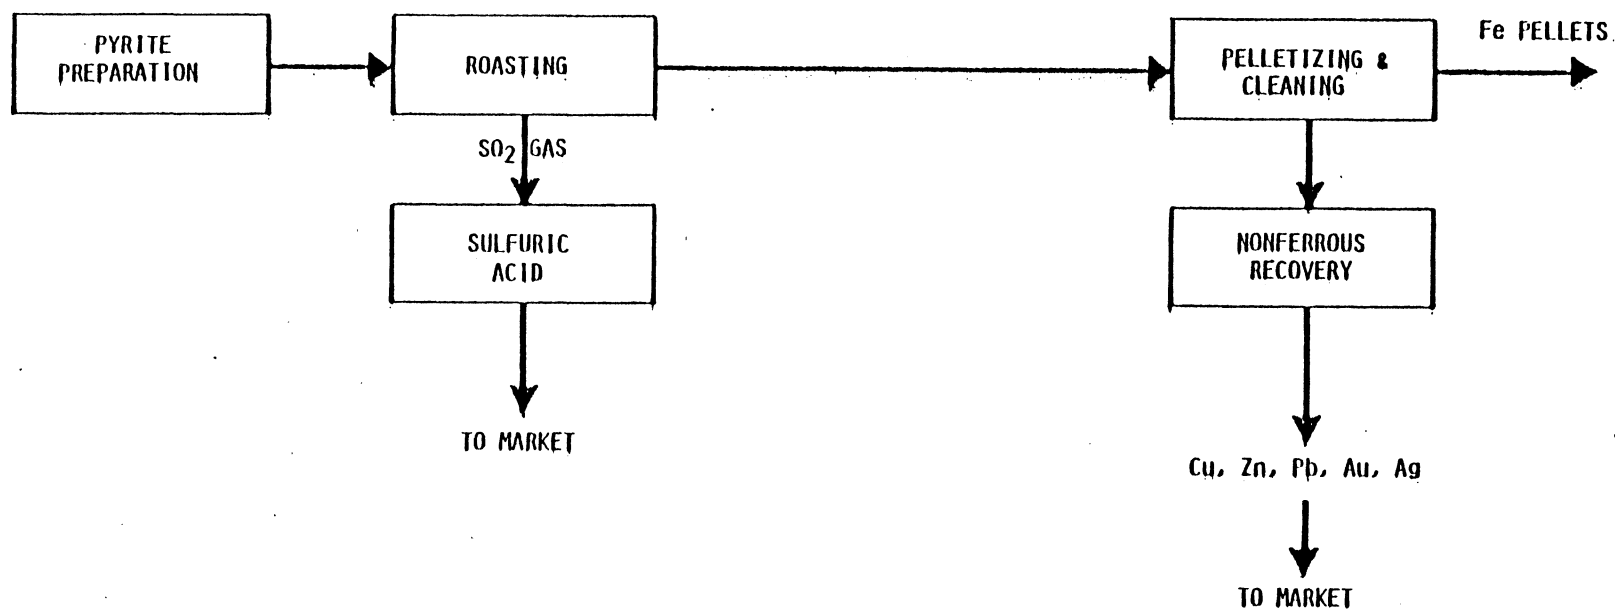 PYRITE
PREPARATION
ROASTING
PELLETIZING &
CLEANING
Fe PELLETS
SO2 GAS
SULFURIC
ACID
NONFERROUS
RECOVERY
TO MARKET
Cu, Zn, Pb, Au, Ag
TO MARKET